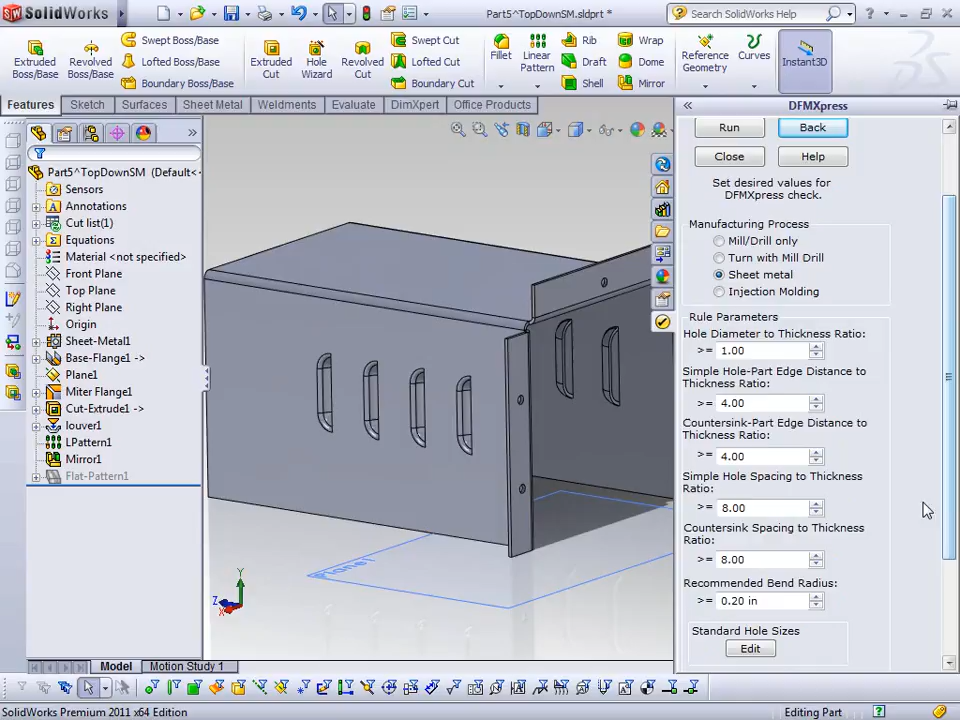 SolidWorks
Part5^TopDownSM.sldprt *
Search SolidWorks Help
Extruded Boss/Base
Revolved Boss/Base
Swept Boss/Base
Lofted Boss/Base
Boundary Boss/Base
Extruded Cut
Hole Wizard
Revolved Cut
Swept Cut
Lofted Cut
Boundary Cut
Fillet
Linear Pattern
Rib
Draft
Shell
Wrap
Dome
Mirror
Reference Geometry
Curves
Instant3D
Features
Sketch
Surfaces
Sheet Metal
Weldments
Evaluate
DimXpert
Office Products
DFMXpress
Part5^TopDownSM (Default<
Sensors
Annotations
Cut list(1)
Equations
Material <not specified>
Front Plane
Top Plane
Right Plane
Origin
Sheet-Metal1
Base-Flange1 ->
Plane1
Miter Flange1
Cut-Extrude1 ->
louver1
LPattern1
Mirror1
Flat-Pattern1
Plane1
Y
Z
X
Run
Back
Close
Help
Set desired values for
DFMXpress check.
Manufacturing Process
Mill/Drill only
Turn with Mill Drill
Sheet metal
Injection Molding
Rule Parameters
Hole Diameter to Thickness Ratio:
>= 1.00
Simple Hole-Part Edge Distance to
Thickness Ratio:
>= 4.00
Countersink-Part Edge Distance to
Thickness Ratio:
>= 4.00
Simple Hole Spacing to Thickness
Ratio:
>= 8.00
Countersink Spacing to Thickness
Ratio:
>= 8.00
Recommended Bend Radius:
>= 0.20 in
Standard Hole Sizes
Edit
Model
Motion Study 1
SolidWorks Premium 2011 x64 Edition
Editing Part